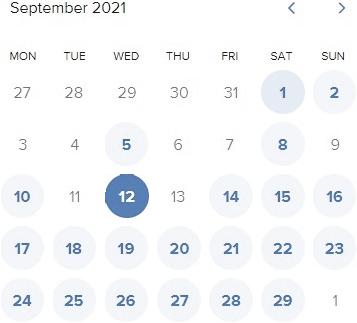 September 2021
MON TUE WED THU FRI SAT SUN
27 28 29 30 31 1 2
3 4 5 6 7 8 9
10 11 12 13 14 15 16
17 18 19 20 21 22 23
24 25 26 27 28 29 1